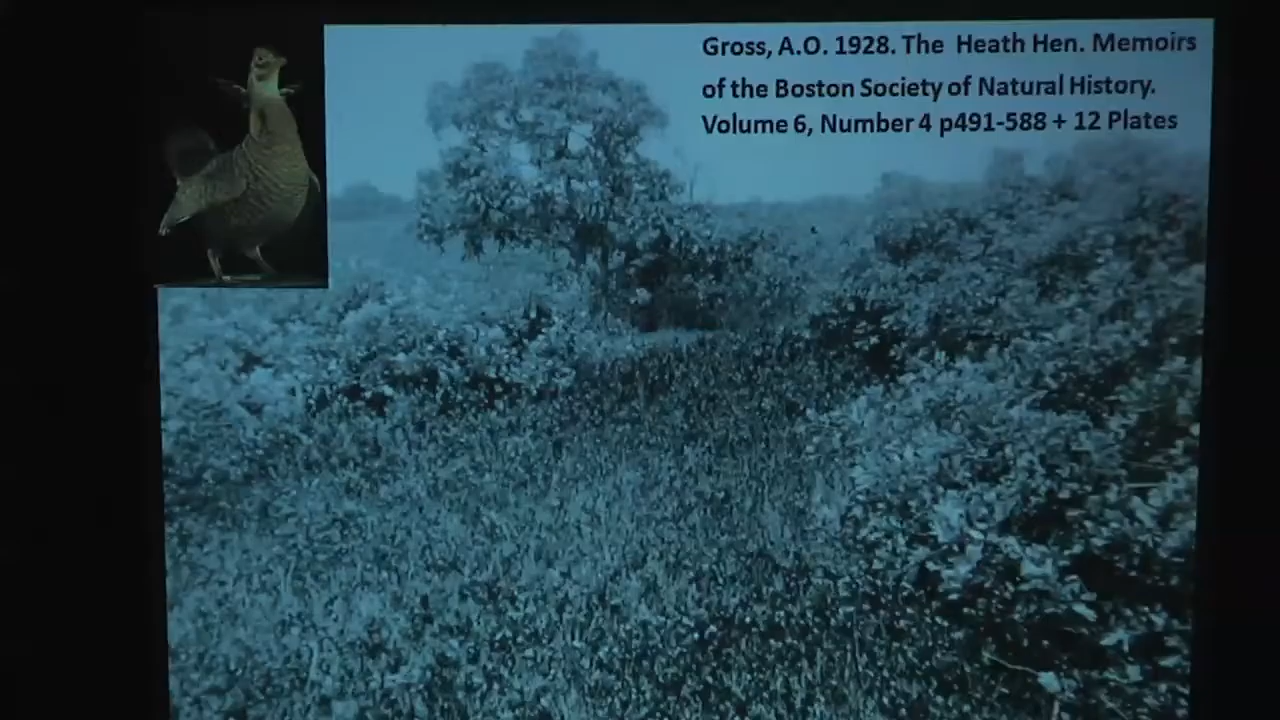 Gross, A.O. 1928. The Heath Hen. Memoirs
of the Boston Society of Natural History.
Volume 6, Number 4 p491-588 + 12 Plates